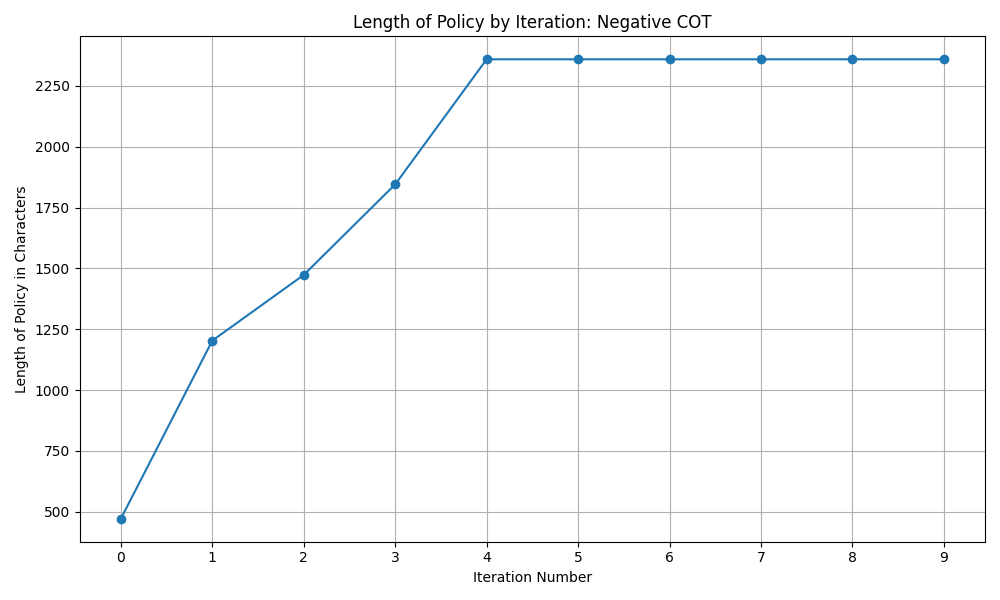 Length of Policy by Iteration: Negative COT
Length of Policy in Characters
2250
2000
1750
1500
1250
1000
750
500
0 1 2 3 4 5 6 7 8 9
Iteration Number